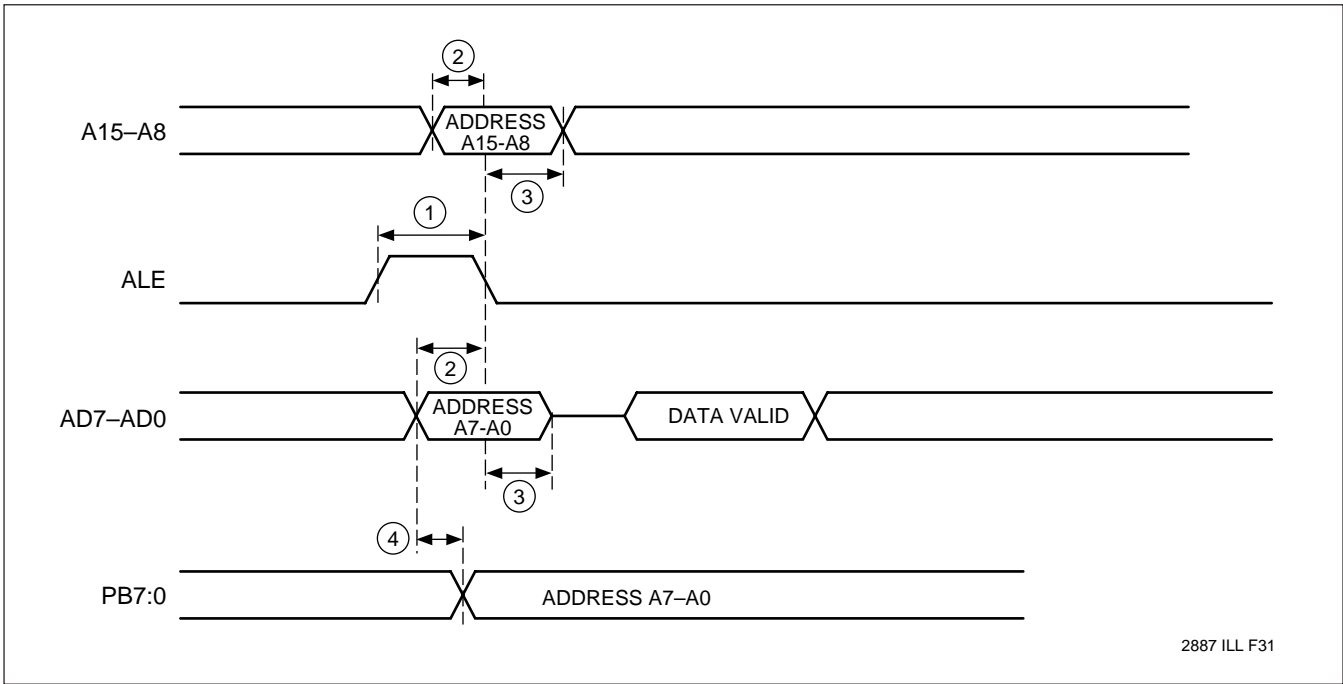 2
A15–A8
ADDRESS
A15-A8
3
1
ALE
2
AD7–AD0
ADDRESS
A7-A0
DATA VALID
3
4
PB7:0
ADDRESS A7–A0
2887 ILL F31